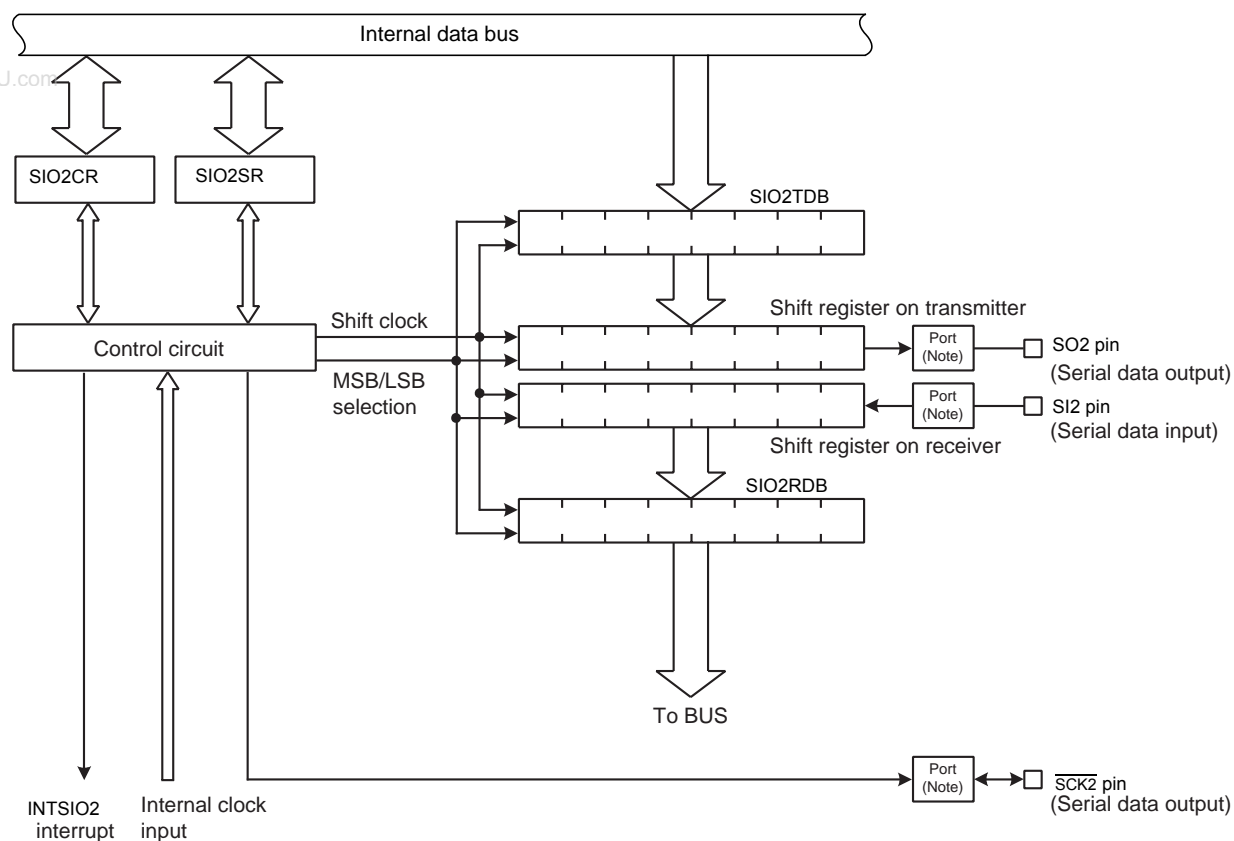 Internal data bus
U.com
SIO2CR
SIO2SR
SIO2TDB
Shift register on transmitter
Shift clock
Control circuit
MSB/LSB
selection
Port
(Note)
SO2 pin
(Serial data output)
Port
(Note)
SI2 pin
(Serial data input)
Shift register on receiver
SIO2RDB
To BUS
Port
(Note)
SCK2 pin
(Serial data output)
INTSIO2
interrupt
Internal clock
input